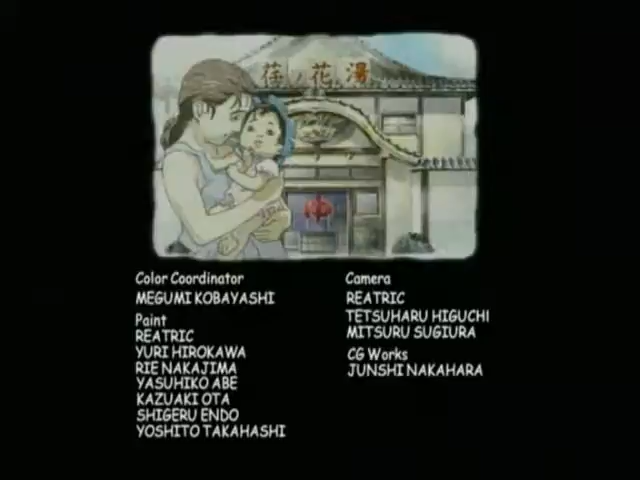 花湯
Color Coordinator
MEGUMI KOBAYASHI
Paint
REATRIC
YURI HIROKAWA
RIE NAKAJIMA
YASUHIKO ABE
KAZUAKI OTA
SHIGERU ENDO
YOSHITO TAKAHASHI
Camera
REATRIC
TETSUHARU HIGUCHI
MITSURU SUGIURA
CG Works
JUNSHI NAKAHARA